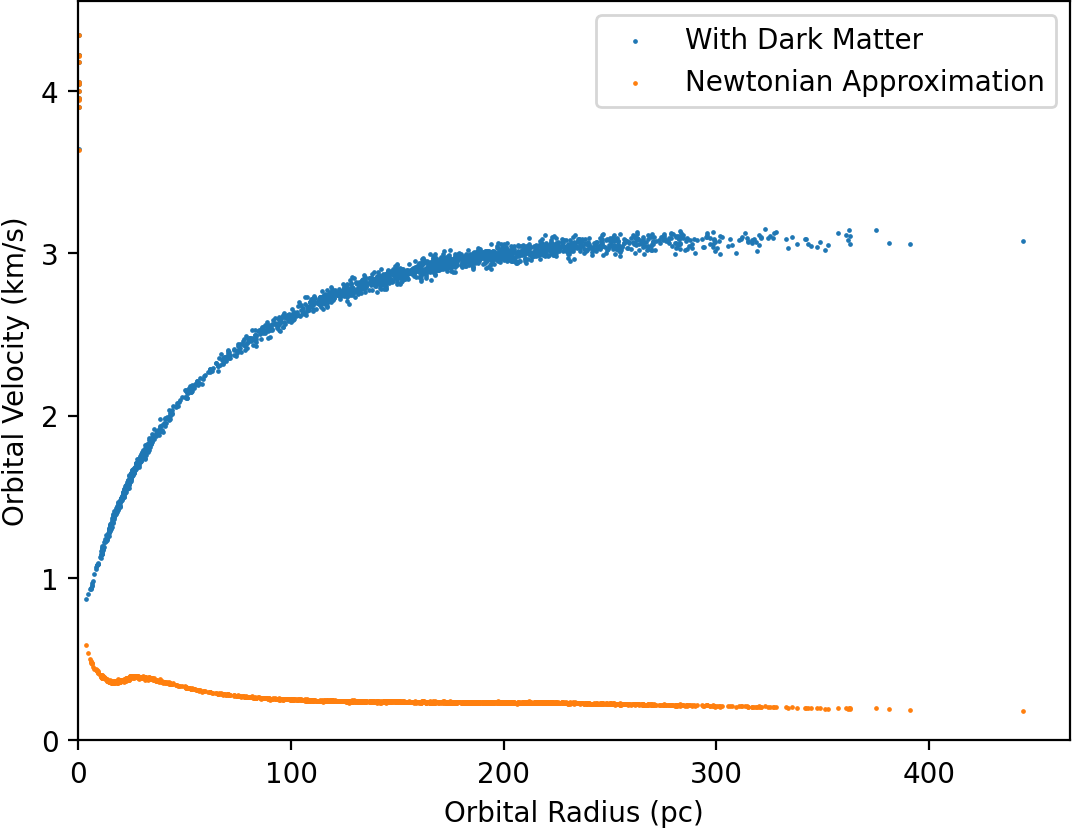 With Dark Matter
Newtonian Approximation
4
3
2
1
0
Orbital Velocity (km/s)
0 100 200 300 400
Orbital Radius (pc)